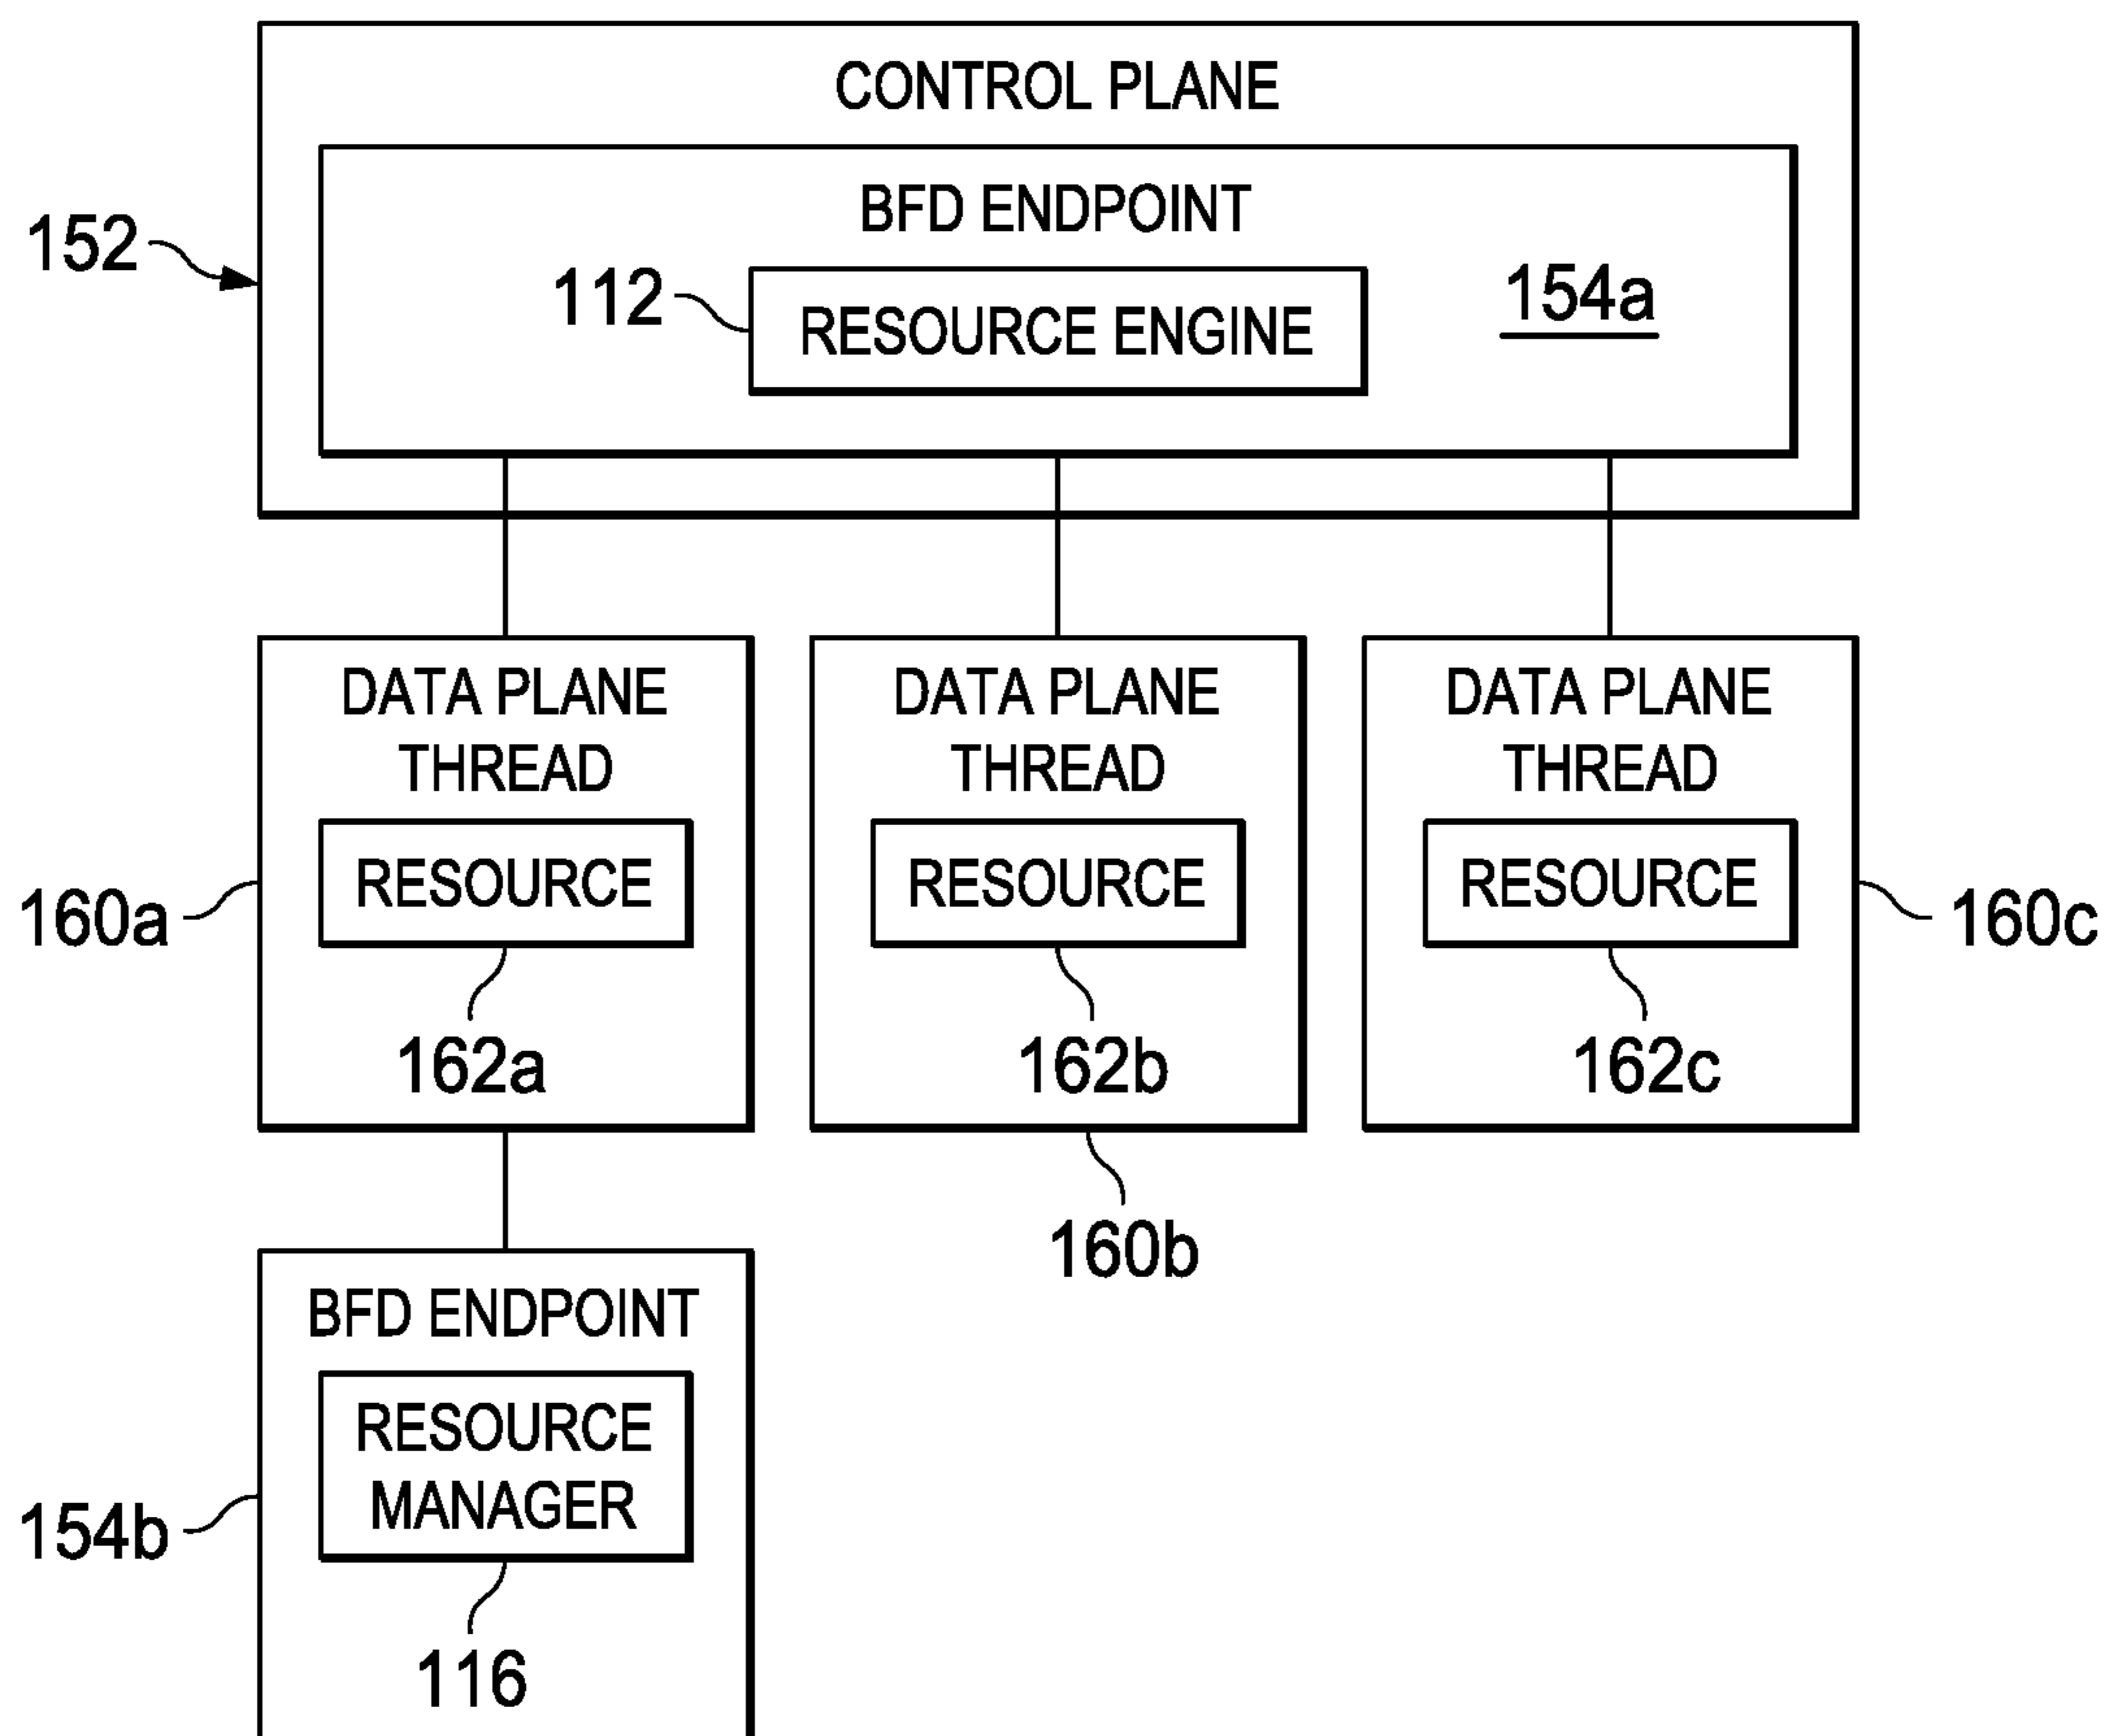 CONTROL PLANE
BFD ENDPOINT
152
112
RESOURCE ENGINE
154a
DATA PLANE
THREAD
RESOURCE
160a
162a
DATA PLANE
THREAD
RESOURCE
162b
160b
DATA PLANE
THREAD
RESOURCE
160c
162c
BFD ENDPOINT
RESOURCE
MANAGER
154b
116